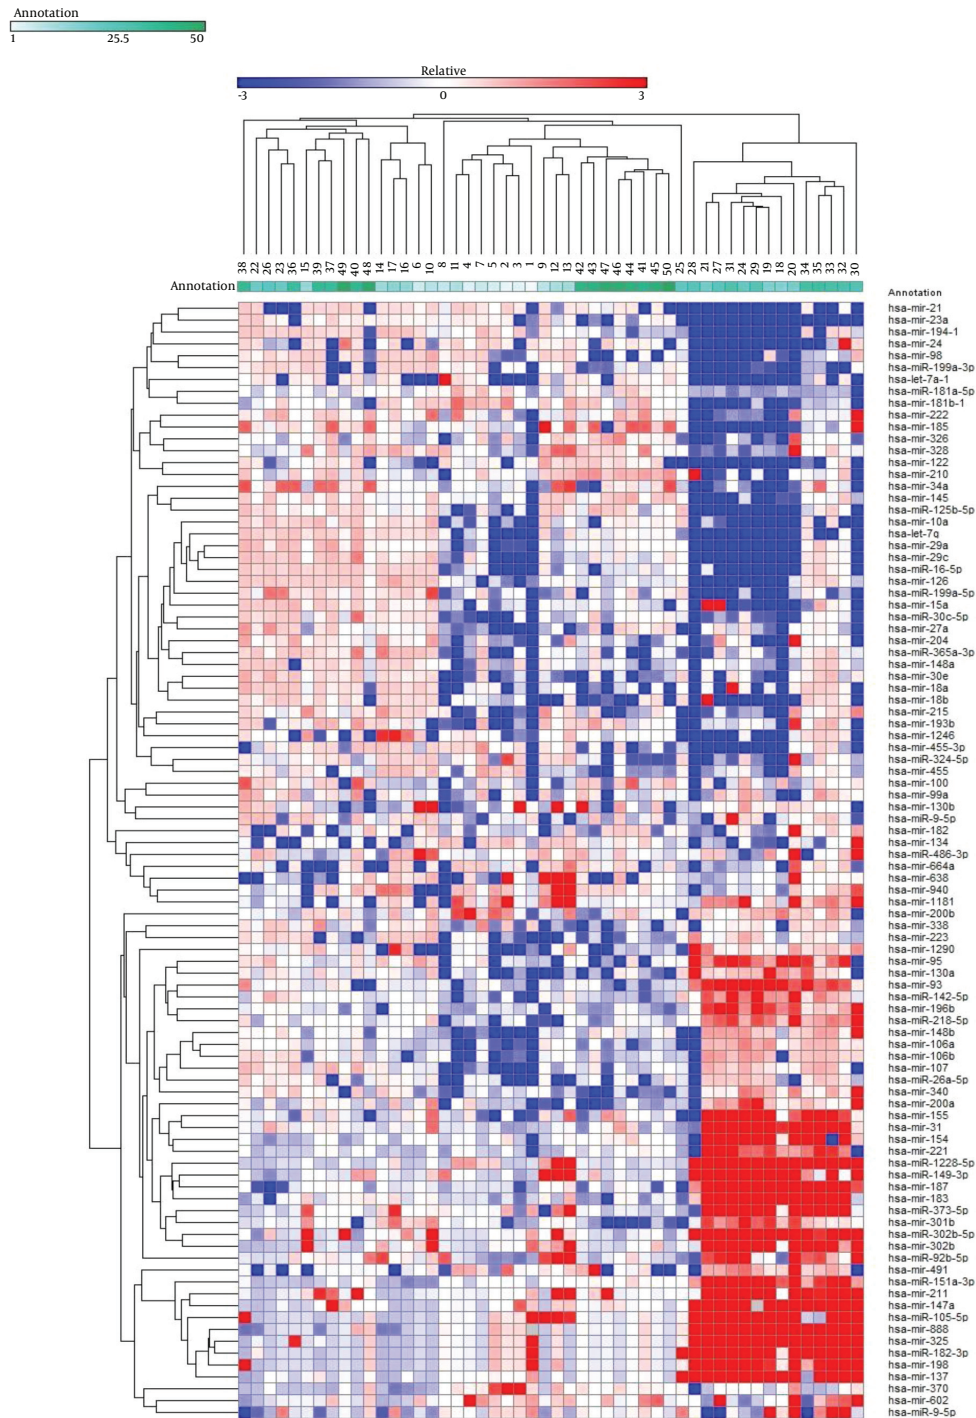 Annotation
1 25.5 50
Relative
-3 0 3
38 22 26 23 36 15 39 37 49 40 48 14 17 16 6 10 8 11 4 7 5 2 3 1 9 12 13 42 43 47 46 44 41 45 50 25 28 21 27 31 24 29 19 18 20 34 35 33 32 30
Annotation
Annotation
hsa-mir-21
hsa-mir-23a
hsa-mir-194-1
hsa-mir-24
hsa-mir-98
hsa-miR-199a-3p
hsa-let-7a-1
hsa-miR-181a-5p
hsa-mir-181b-1
hsa-mir-222
hsa-mir-185
hsa-mir-326
hsa-mir-328
hsa-mir-122
hsa-mir-210
hsa-mir-34a
hsa-mir-145
hsa-miR-125b-5p
hsa-mir-10a
hsa-let-7g
hsa-mir-29a
hsa-mir-29c
hsa-miR-16-5p
hsa-mir-126
hsa-miR-199a-5p
hsa-mir-15a
hsa-miR-30c-5p
hsa-mir-27a
hsa-mir-204
hsa-miR-365a-3p
hsa-mir-148a
hsa-mir-30e
hsa-mir-18a
hsa-mir-18b
hsa-mir-215
hsa-mir-193b
hsa-mir-1246
hsa-mir-455-3p
hsa-miR-324-5p
hsa-mir-455
hsa-mir-100
hsa-mir-99a
hsa-mir-130b
hsa-miR-9-5p
hsa-mir-182
hsa-mir-134
hsa-miR-486-3p
hsa-miR-664a
hsa-mir-638
hsa-mir-940
hsa-mir-1181
hsa-mir-200b
hsa-mir-338
hsa-mir-223
hsa-mir-1290
hsa-mir-95
hsa-mir-130a
hsa-mir-93
hsa-miR-142-5p
hsa-mir-196b
hsa-miR-218-5p
hsa-mir-148b
hsa-mir-106a
hsa-mir-106b
hsa-mir-107
hsa-miR-26a-5p
hsa-mir-340
hsa-mir-200a
hsa-mir-155
hsa-mir-31
hsa-mir-154
hsa-mir-221
hsa-miR-1228-5p
hsa-miR-149-3p
hsa-mir-187
hsa-mir-183
hsa-miR-373-5p
hsa-mir-301b
hsa-miR-302b-5p
hsa-mir-302b
hsa-miR-92b-5p
hsa-mir-491
hsa-miR-151a-3p
hsa-mir-211
hsa-mir-147a
hsa-miR-105-5p
hsa-mir-888
hsa-mir-325
hsa-miR-182-3p
hsa-mir-198
hsa-mir-137
hsa-mir-370
hsa-mir-602
hsa-miR-9-5p